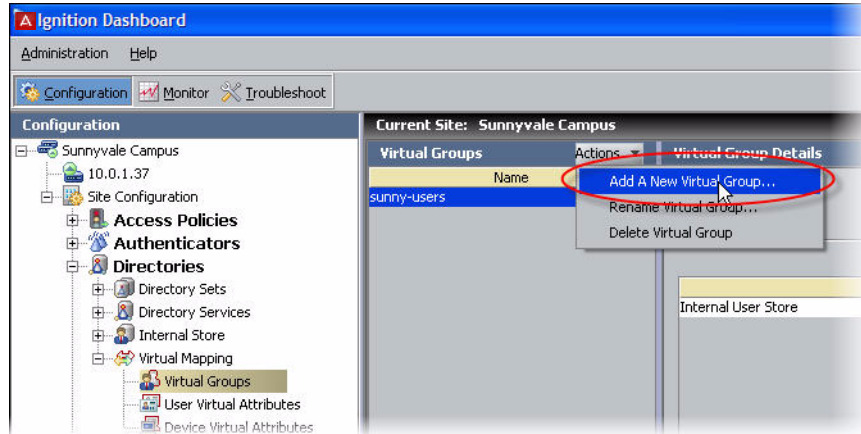 Ignition Dashboard
Administration Help
Configuration Monitor Troubleshoot
Configuration
Sunnyvale Campus
10.0.1.37
Site Configuration
Access Policies
Authenticators
Directories
Directory Sets
Directory Services
Internal Store
Virtual Mapping
Virtual Groups
User Virtual Attributes
Device Virtual Attributes
Current Site: Sunnyvale Campus
Virtual Groups Actions
Name
sunny-users
Add A New Virtual Group...
Rename Virtual Group...
Delete Virtual Group
Virtual Group Details
Internal User Store